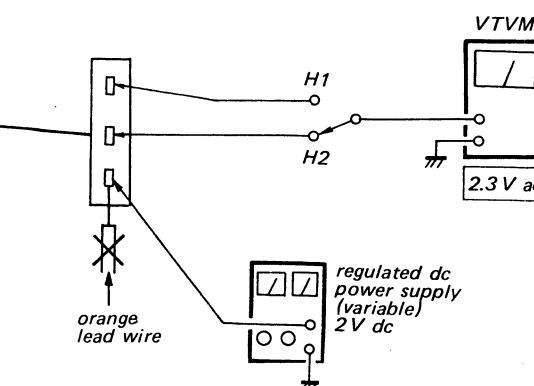 VTVM
H1
H2
2.3 V a
regulated dc
power supply
(variable)
2V dc
orange
lead wire